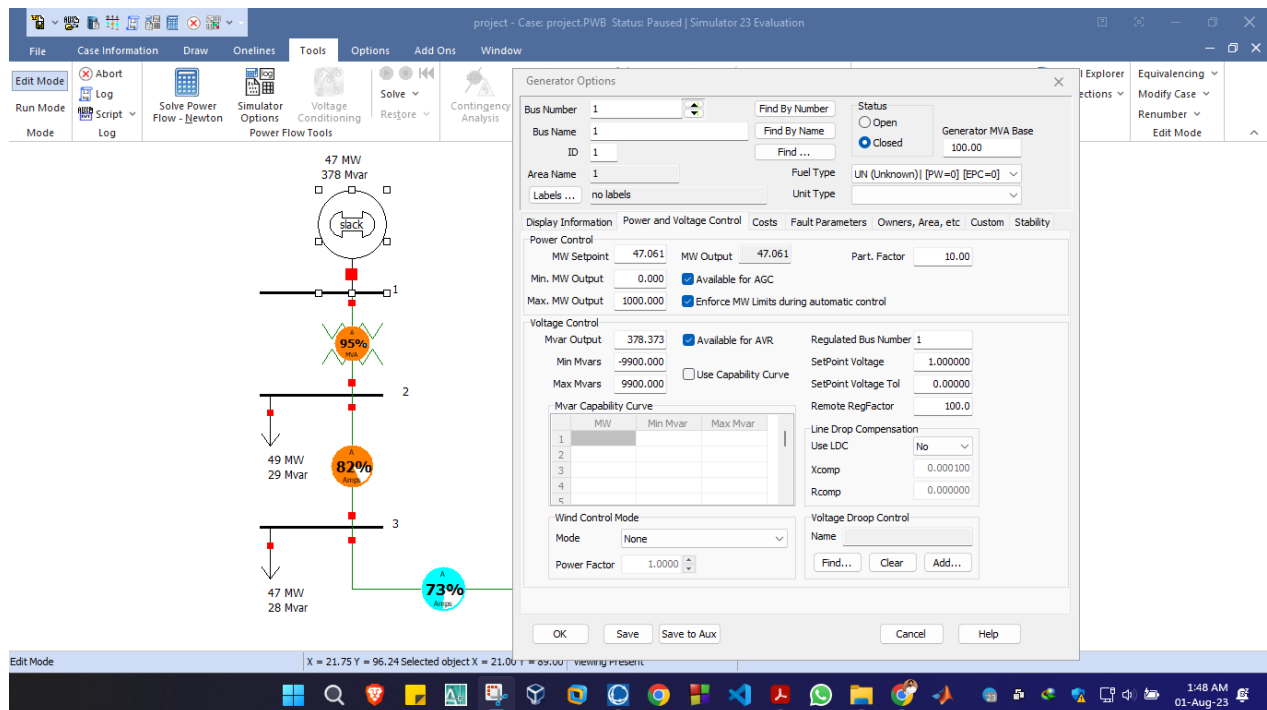 project - Case: project.PWB Status: Paused | Simulator 23 Evaluation
File Case Information Draw Onelines Tools Options Add Ons Window
Edit Mode
Run Mode
Mode
Abort
Log
Script
Log
Solve Power
Flow - Newton
Simulator
Options
Voltage
Conditioning
Solve
Restore
Power Flow Tools
Contingency
Analysis
Explorer
Equivalencing
Modify Case
Renumber
Edit Mode
47 MW
378 Mvar
slack
1
A
95%
MVA
2
49 MW
29 Mvar
A
82%
Amps
3
47 MW
28 Mvar
A
73%
Amps
Generator Options
Bus Number 1
Bus Name 1
ID 1
Area Name 1
Labels ... no labels
Find By Number
Find By Name
Find ...
Status
Open
Closed
Generator MVA Base
100.00
Fuel Type UN (Unknown)| [PW=0] [EPC=0]
Unit Type
Display Information Power and Voltage Control Costs Fault Parameters Owners, Area, etc Custom Stability
Power Control
MW Setpoint 47.061 MW Output 47.061 Part. Factor 10.00
Min. MW Output 0.000 Available for AGC
Max. MW Output 1000.000 Enforce MW Limits during automatic control
Voltage Control
Mvar Output 378.373 Available for AVR Regulated Bus Number 1
Min Mvars -9900.000 SetPoint Voltage 1.000000
Use Capability Curve
Max Mvars 9900.000 SetPoint Voltage Tol 0.00000
Mvar Capability Curve Remote RegFactor 100.0
MW Min Mvar Max Mvar
1
2
3
4
5
Line Drop Compensation
Use LDC No
Xcomp 0.000100
Rcomp 0.000000
Wind Control Mode
Mode None
Power Factor 1.0000
Voltage Droop Control
Name
Find... Clear Add...
OK Save Save to Aux Cancel Help
Edit Mode X = 21.75 Y = 96.24 Selected object X = 21.00 Y = 89.00 Viewing Present
1:48 AM
01-Aug-23